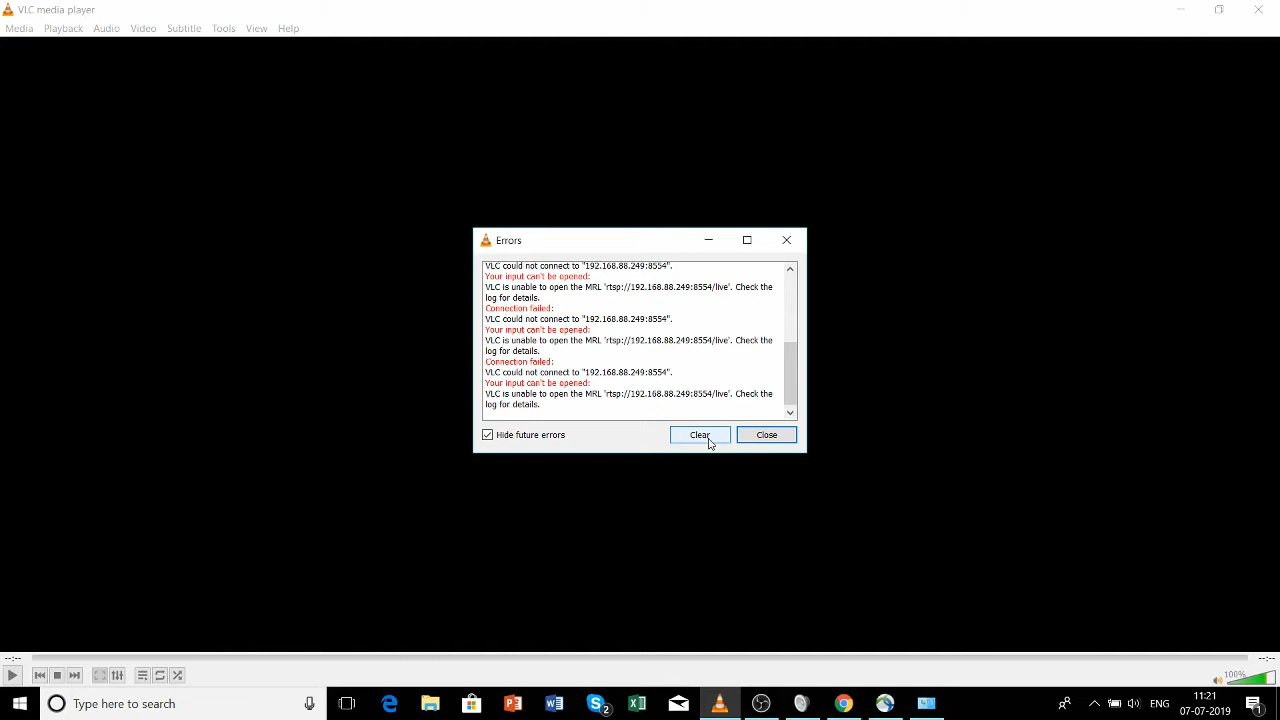 VLC media player
Media Playback Audio Video Subtitle Tools View Help
Errors
VLC could not connect to "192.168.88.249:8554".
Your input can't be opened:
VLC is unable to open the MRL 'rtsp://192.168.88.249:8554/live'. Check the
log for details.
Connection failed:
VLC could not connect to "192.168.88.249:8554".
Your input can't be opened:
VLC is unable to open the MRL 'rtsp://192.168.88.249:8554/live'. Check the
log for details.
Connection failed:
VLC could not connect to "192.168.88.249:8554".
Your input can't be opened:
VLC is unable to open the MRL 'rtsp://192.168.88.249:8554/live'. Check the
log for details.
Hide future errors Clear Close
--:-- --:--
100%
Type here to search
2
ENG
11:21
07-07-2019
1